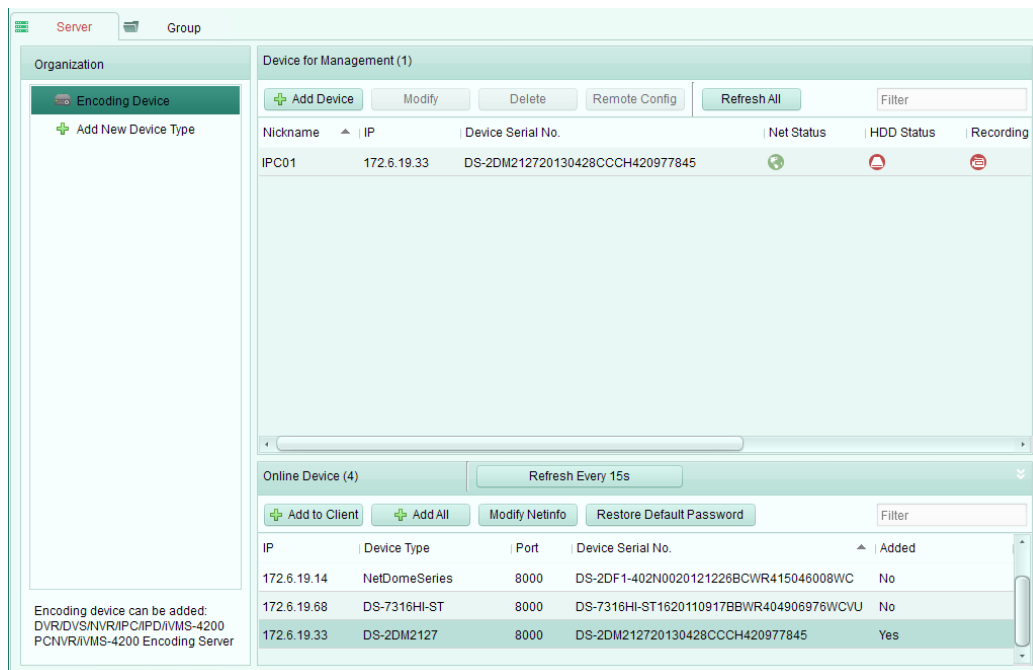 Server Group
Organization
Encoding Device
Add New Device Type
Encoding device can be added:
DVR/DVS/NVR/IPC/IPD/iVMS-4200
PCNVR/iVMS-4200 Encoding Server
Device for Management (1)
Add Device Modify Delete Remote Config Refresh All Filter
Nickname IP Device Serial No. Net Status HDD Status Recording
IPC01 172.6.19.33 DS-2DM212720130428CCCH420977845
Online Device (4) Refresh Every 15s
Add to Client Add All Modify Netinfo Restore Default Password Filter
IP Device Type Port Device Serial No. Added
172.6.19.14 NetDomeSeries 8000 DS-2DF1-402N0020121226BCWR415046008WC No
172.6.19.68 DS-7316HI-ST 8000 DS-7316HI-ST1620110917BBWR404906976WCVU No
172.6.19.33 DS-2DM2127 8000 DS-2DM212720130428CCCH420977845 Yes